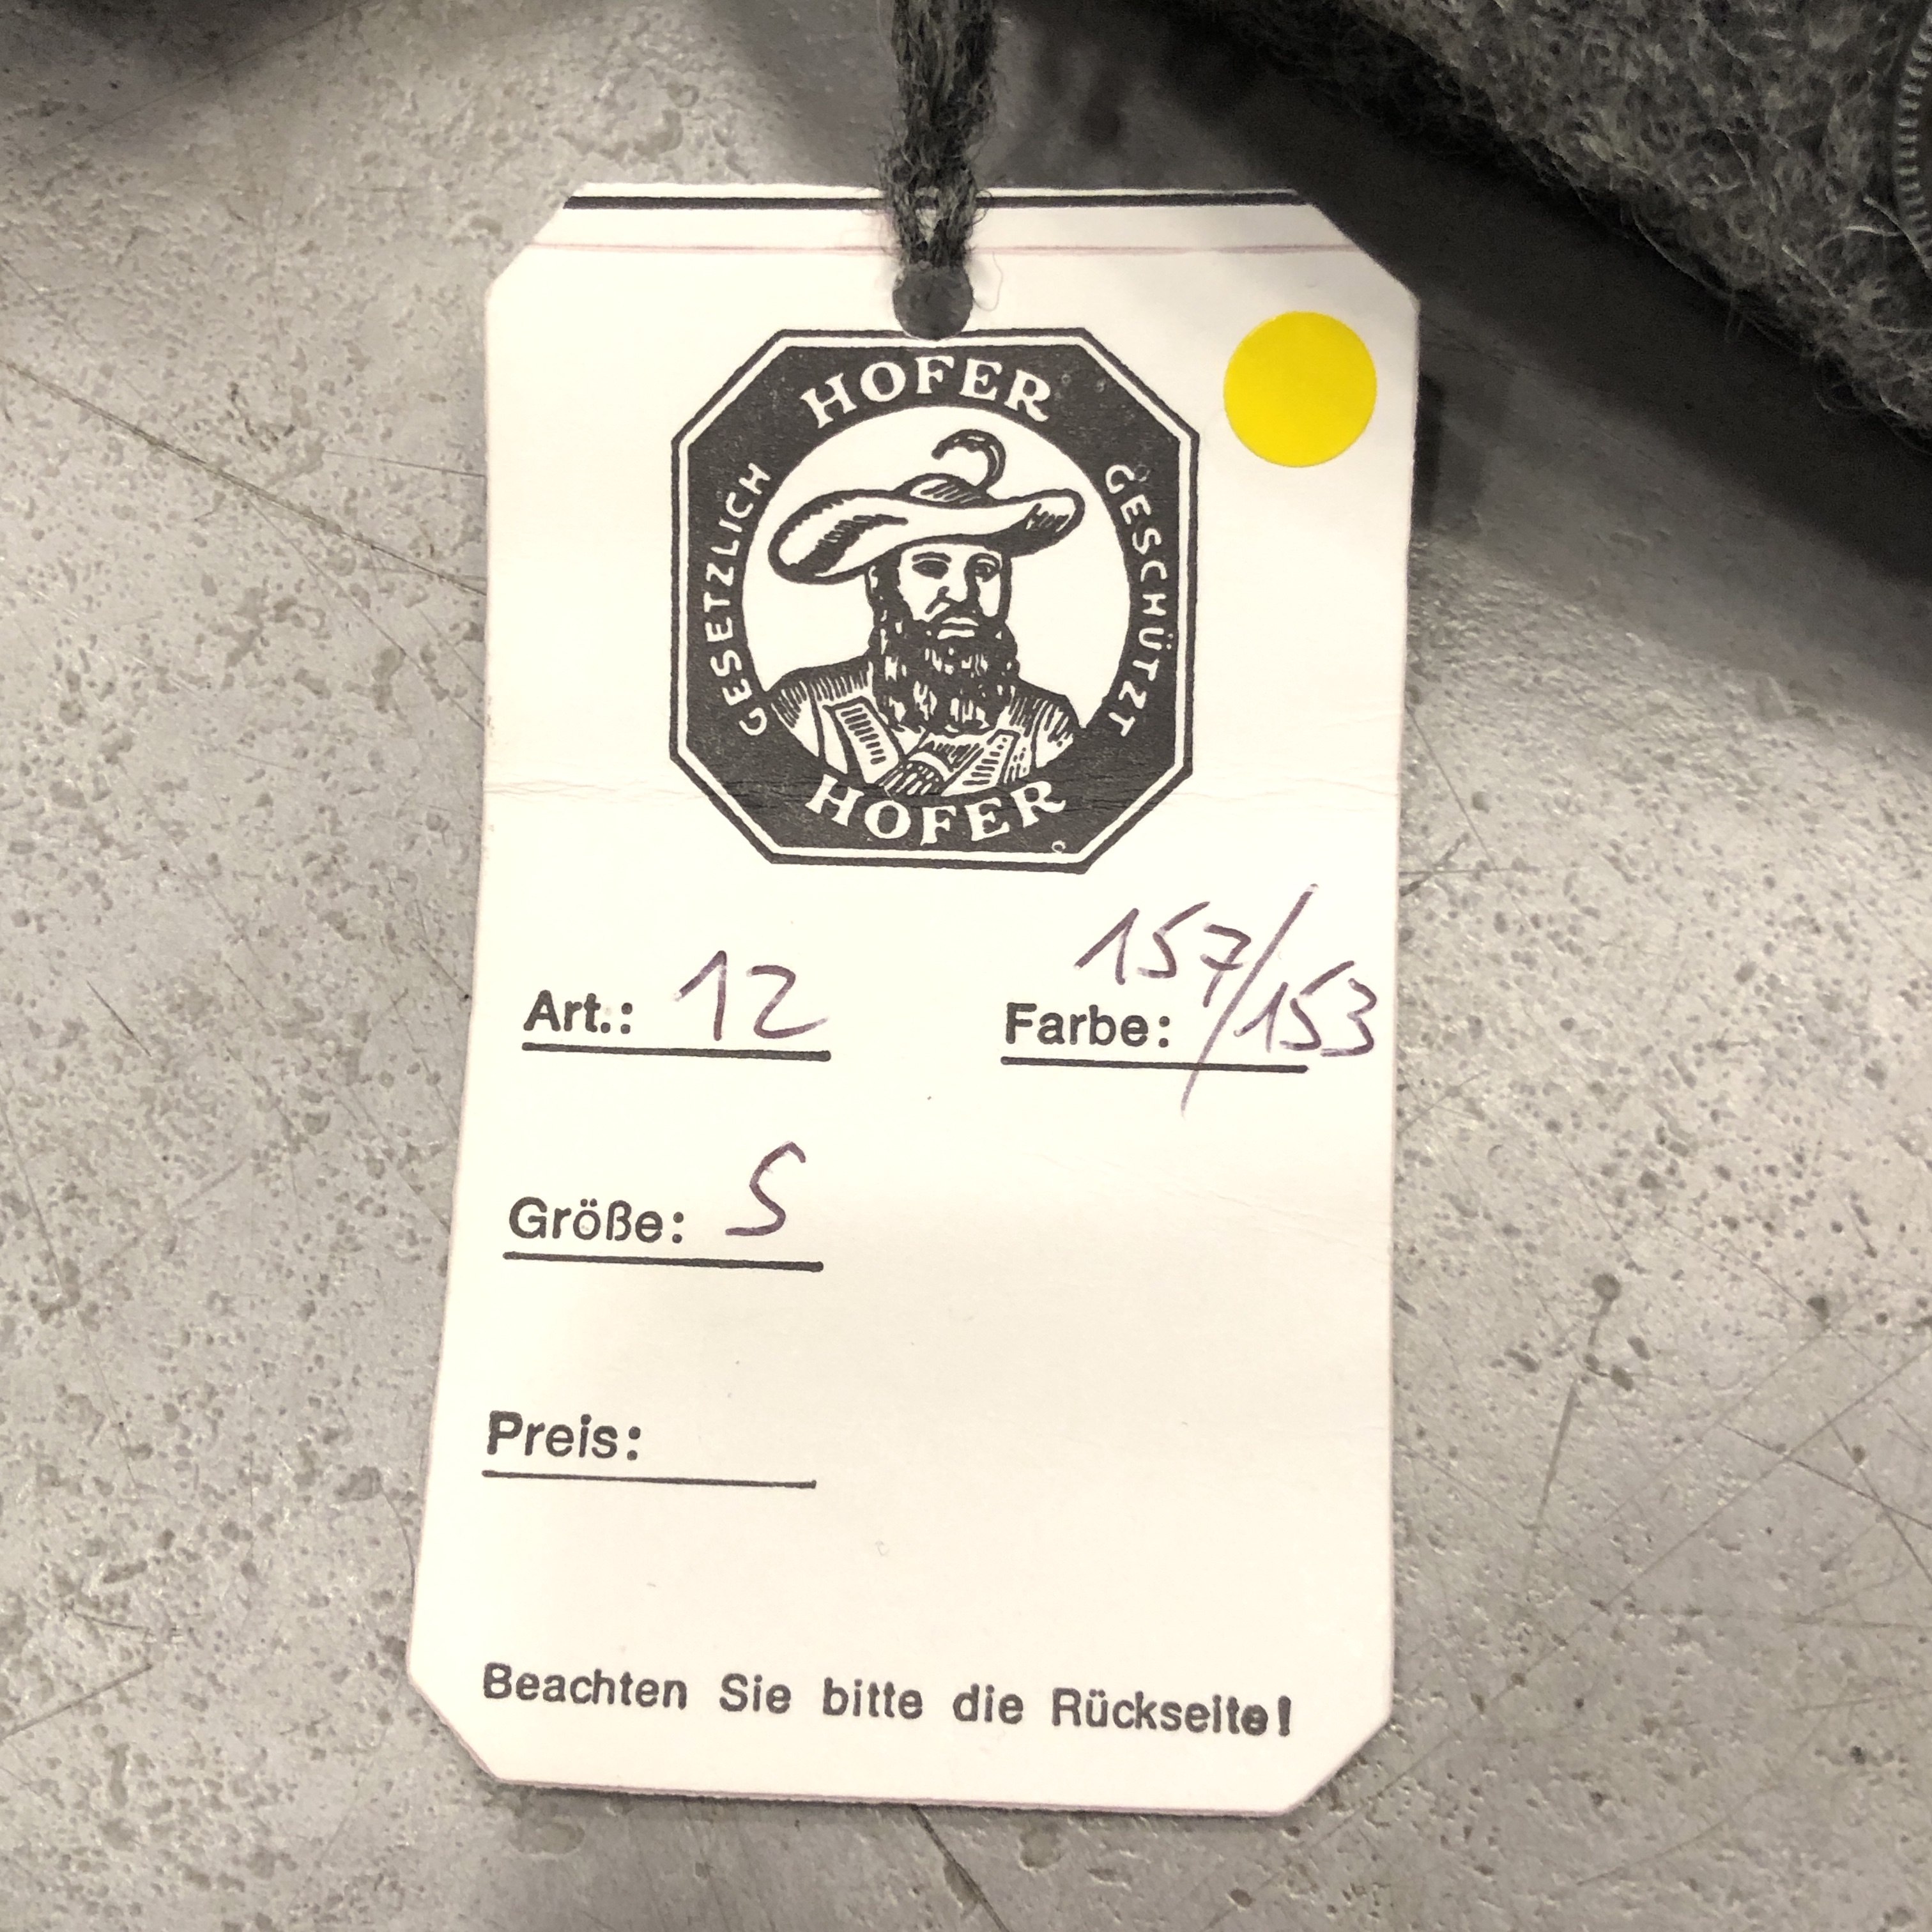 HOFER
GESETZLICH GESCHÜTZT
HOFER
Art.: 12 Farbe: 157/153
Größe: S
Preis:
Beachten Sie bitte die Rückseite!